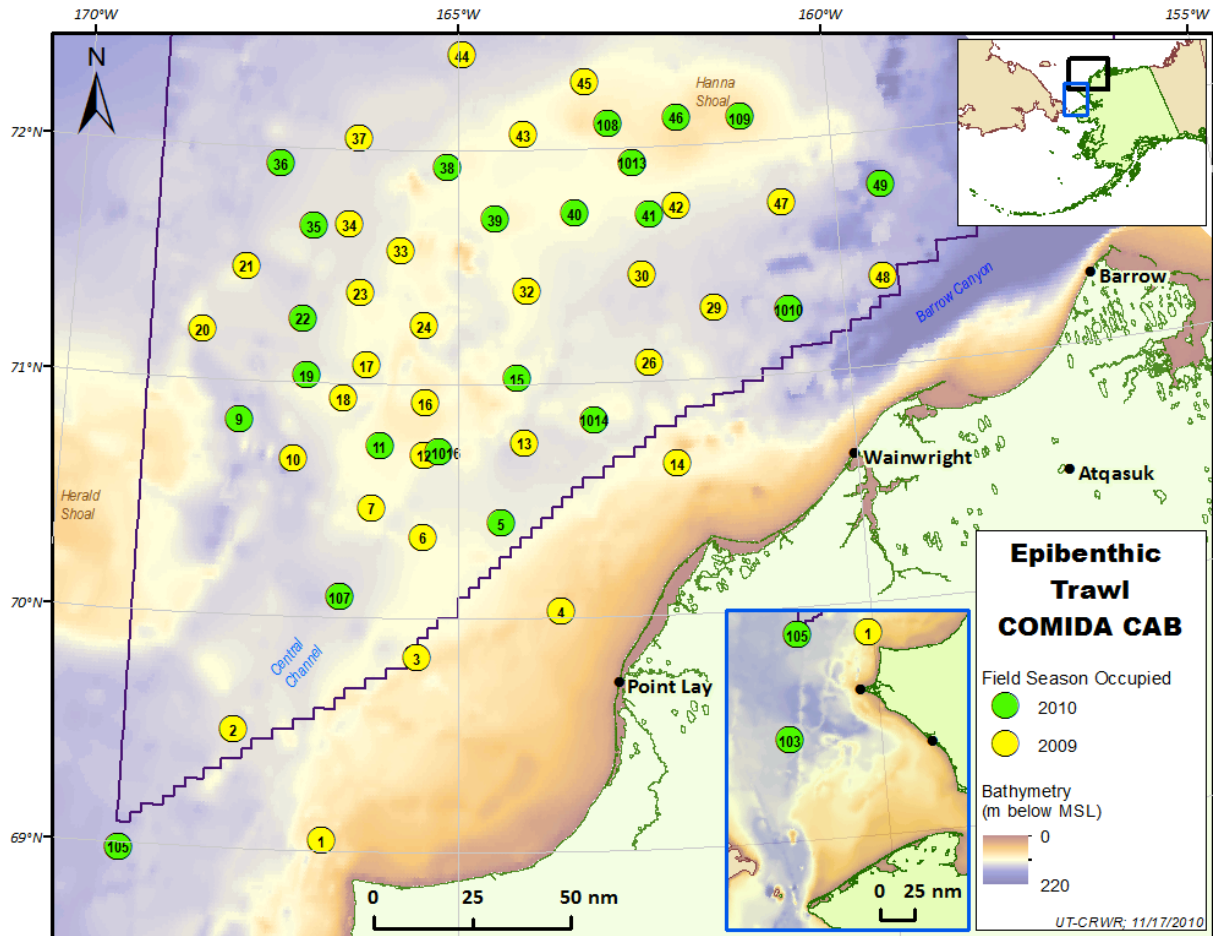 170°W
165°W
160°W
155°W
N
72°N
71°N
70°N
69°N
44
45
Hanna
Shoal
108
46
109
37
43
36
38
1013
49
35
34
39
40
41
42
47
33
21
30
48
23
32
22
29
1010
Barrow Canyon
Barrow
20
24
17
26
19
15
18
16
9
1014
11
12
1016
13
10
14
Wainwright
Atqasuk
Herald
Shoal
7
5
6
107
4
Central
Channel
3
Point Lay
2
105
1
0
25
50 nm
105
1
103
0
25 nm
Epibenthic
Trawl
COMIDA CAB
Field Season Occupied
2010
2009
Bathymetry
(m below MSL)
0
220
UT-CRWR; 11/17/2010